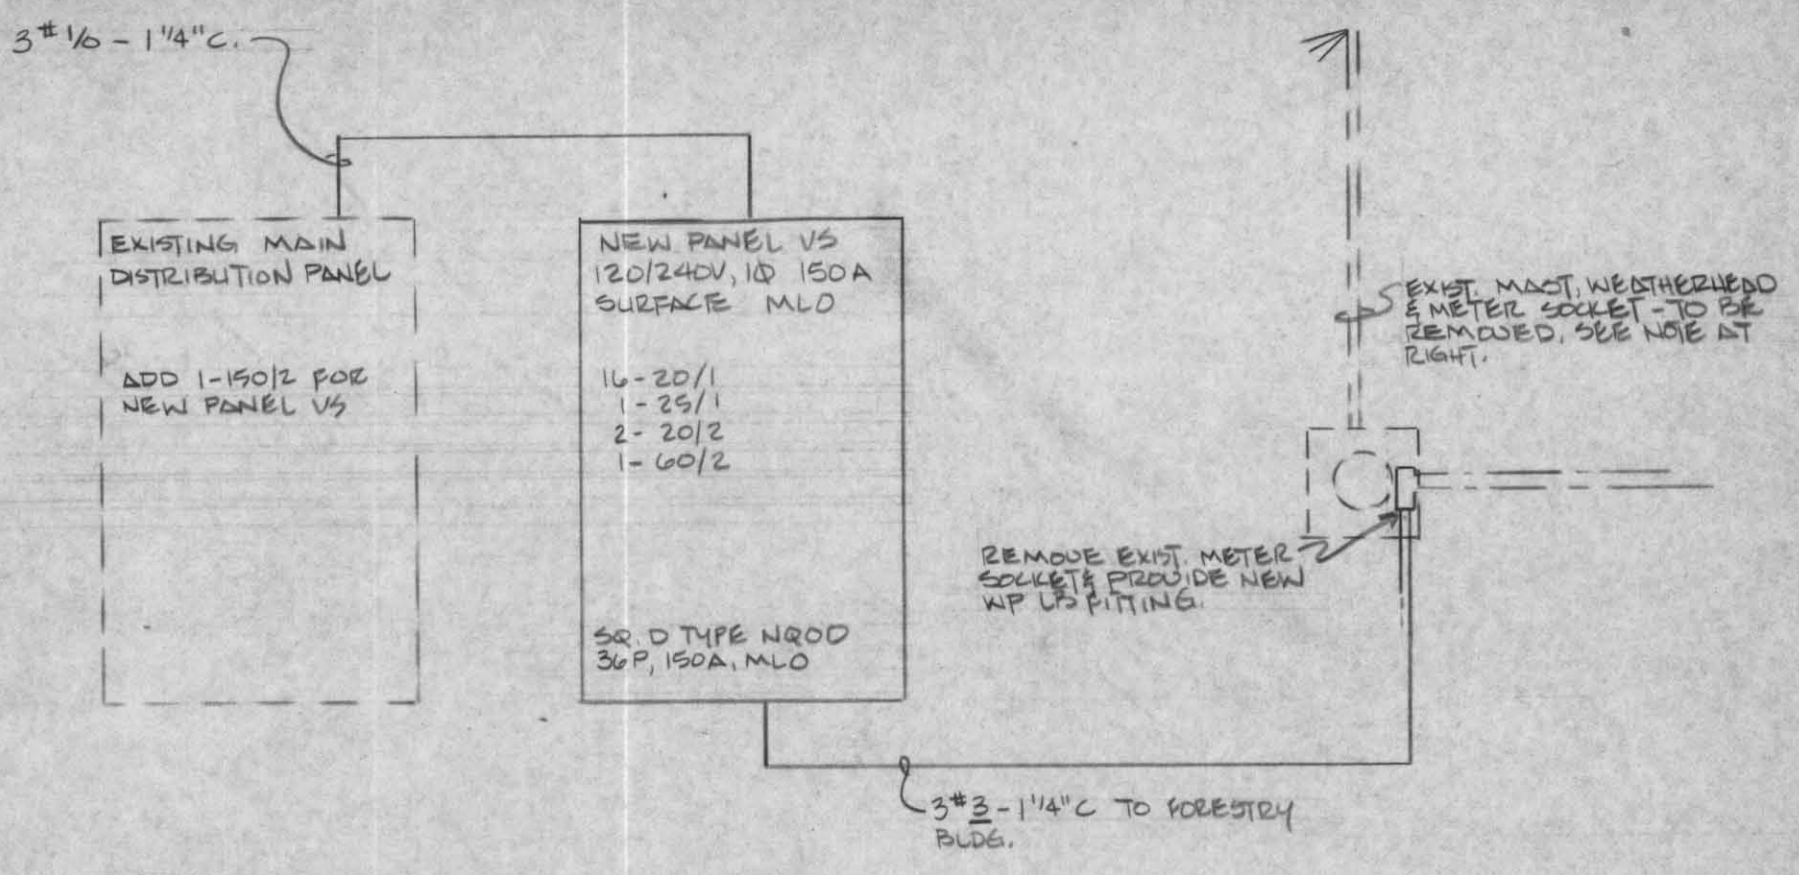 3# 1/0 - 1 1/4" C.
EXISTING MAIN
DISTRIBUTION PANEL
ADD 1-150/2 FOR
NEW PANEL VS
NEW PANEL VS
120/240V, 1Φ 150A
SURFACE MLO
16-20/1
1-25/1
2-20/2
1-60/2
SQ. D TYPE NQOD
36P, 150A, MLO
EXIST. MAST, WEATHERHEAD
& METER SOCKET - TO BE
REMOVED, SEE NOTE AT
RIGHT.
REMOVE EXIST. METER
SOCKET & PROVIDE NEW
WP LB FITTING.
3#3 - 1 1/4" C TO FORESTRY
BLDG.